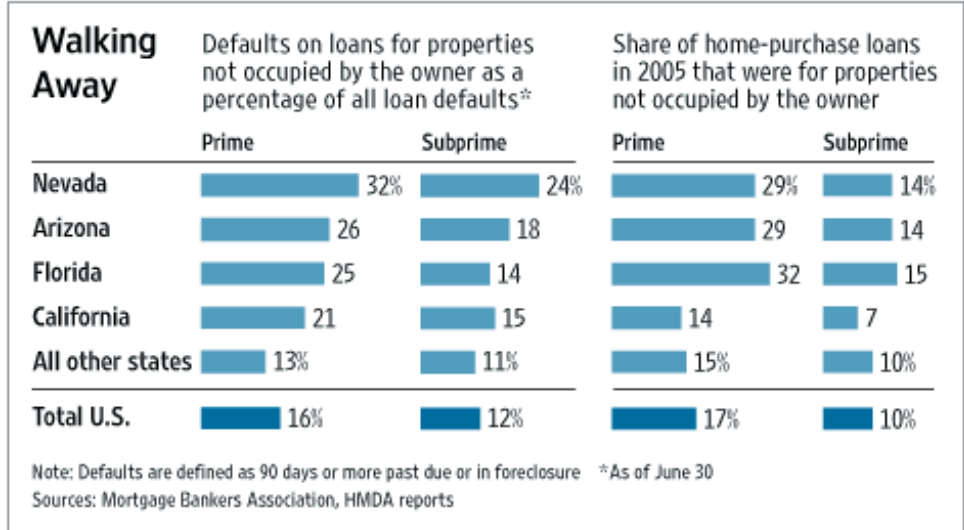 Walking
Away
Defaults on loans for properties
not occupied by the owner as a
percentage of all loan defaults*
Share of home-purchase loans
in 2005 that were for properties
not occupied by the owner
Prime Subprime Prime Subprime
Nevada 32% 24% 29% 14%
Arizona 26 18 29 14
Florida 25 14 32 15
California 21 15 14 7
All other states 13% 11% 15% 10%
Total U.S. 16% 12% 17% 10%
Note: Defaults are defined as 90 days or more past due or in foreclosure *As of June 30
Sources: Mortgage Bankers Association, HMDA reports